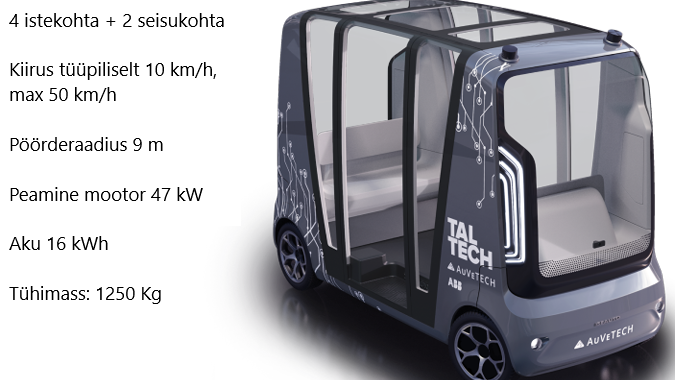 4 istekohta + 2 seisukohta
Kiirus tüüpiliselt 10 km/h,
max 50 km/h
Pöörderaadius 9 m
Peamine mootor 47 kW
Aku 16 kWh
Tühimass: 1250 Kg
TAL
TECH
AUVETECH
ABB
AUVETECH